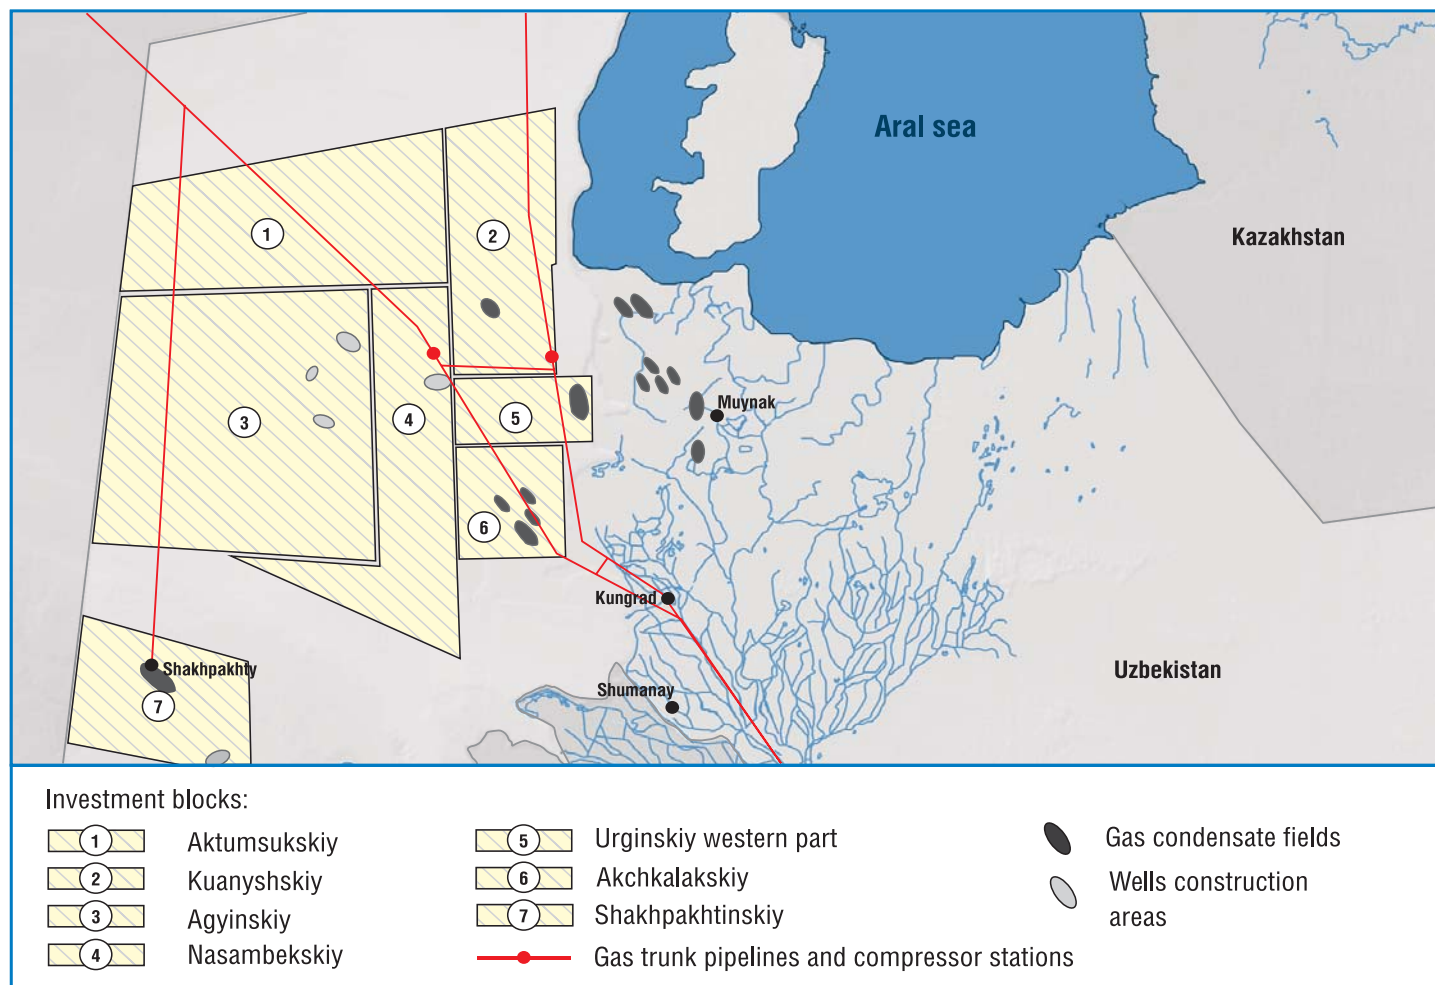 Aral sea
Kazakhstan
1
2
3
4
5
Muynak
6
Kungrad
Shakhpakhty
7
Shumanay
Uzbekistan
Investment blocks:
1 Aktumsukskiy
2 Kuanyshskiy
3 Agyinskiy
4 Nasambekskiy
5 Urginskiy western part
6 Akchkalakskiy
7 Shakhpakhtinskiy
Gas trunk pipelines and compressor stations
Gas condensate fields
Wells construction
areas